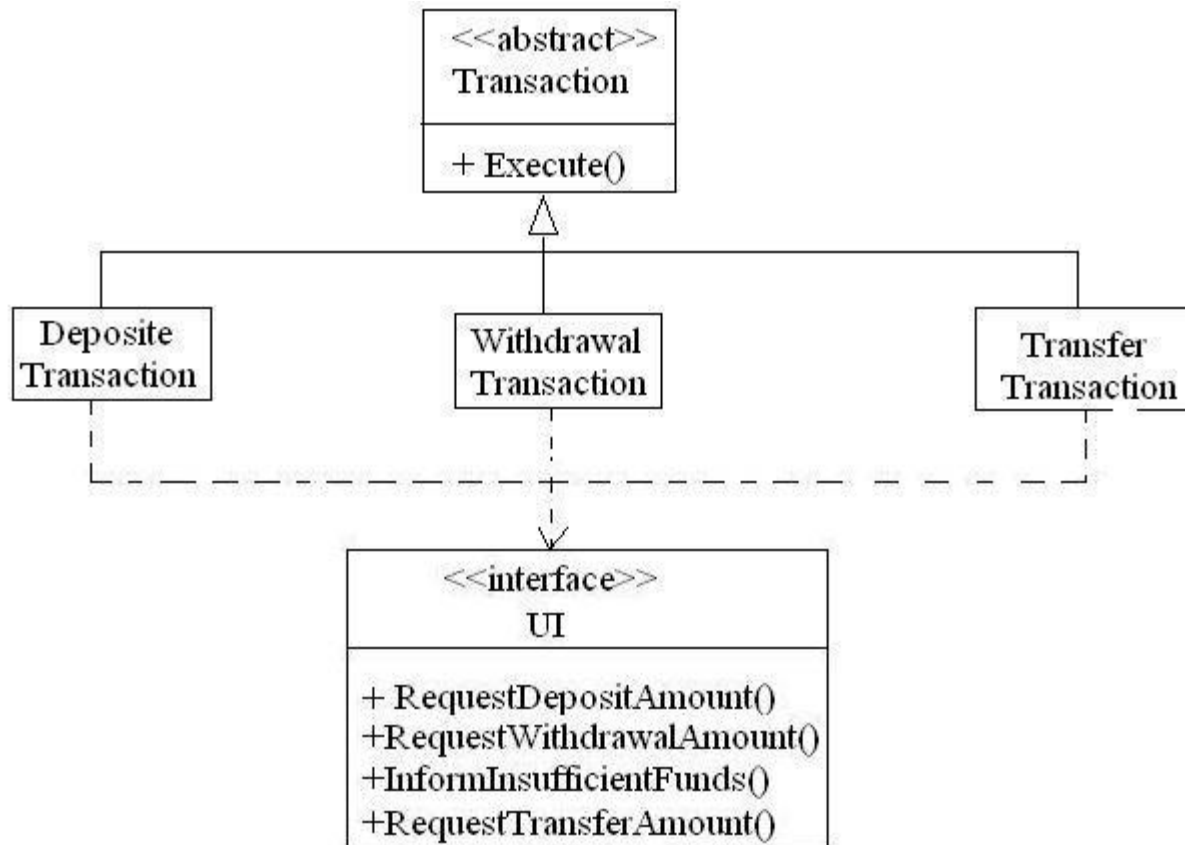 <<abstract>>
Transaction
+ Execute()
Deposite
Transaction
Withdrawal
Transaction
Transfer
Transaction
<<interface>>
UI
+ RequestDepositAmount()
+RequestWithdrawalAmount()
+InformInsufficientFunds()
+RequestTransferAmount()